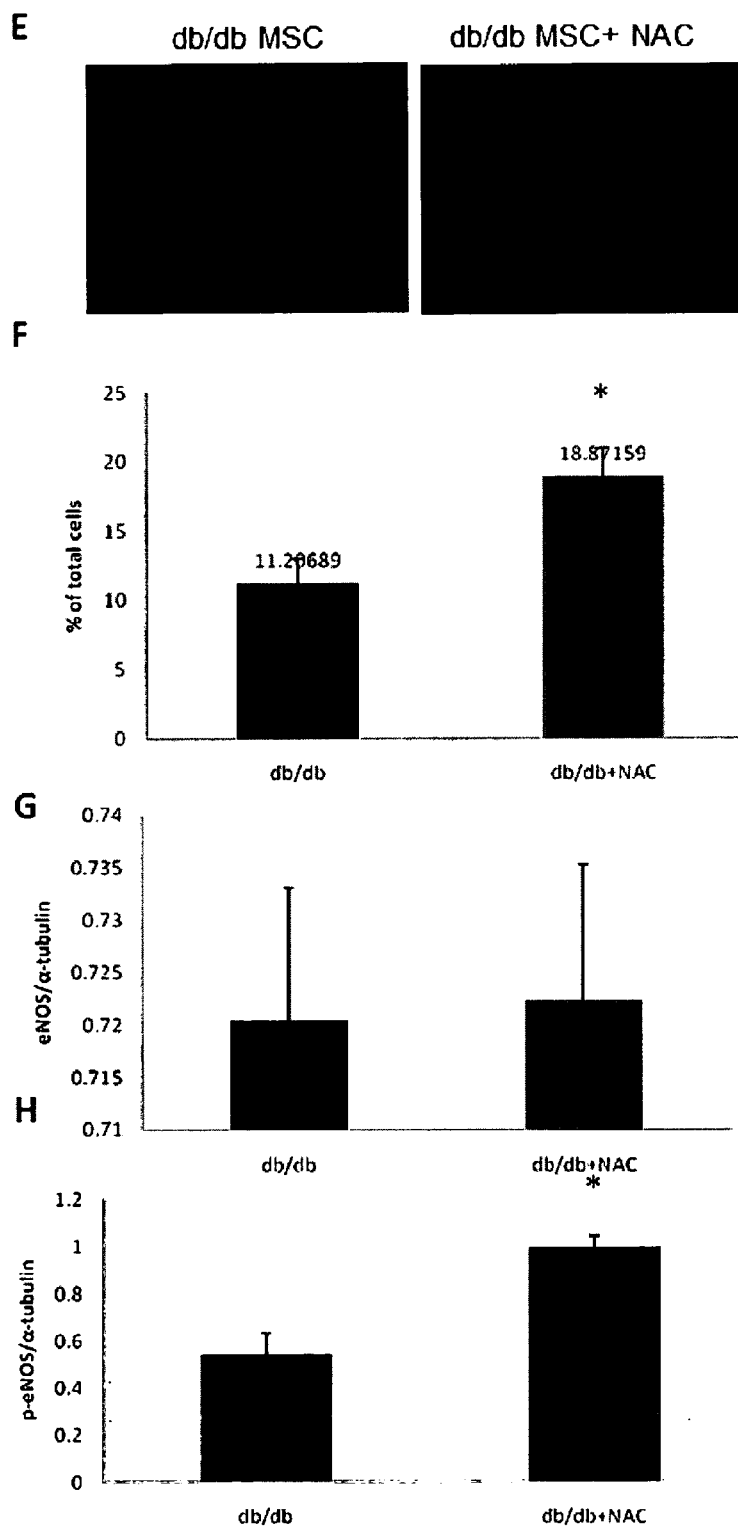 E
db/db MSC
db/db MSC+ NAC
F
% of total cells
25
20
15
10
5
0
11.20689
18.87159
*
db/db
db/db+NAC
G
eNOS/α-tubulin
0.74
0.735
0.73
0.725
0.72
0.715
0.71
db/db
db/db+NAC
H
p-eNOS/α-tubulin
1.2
1
0.8
0.6
0.4
0.2
0
*
db/db
db/db+NAC